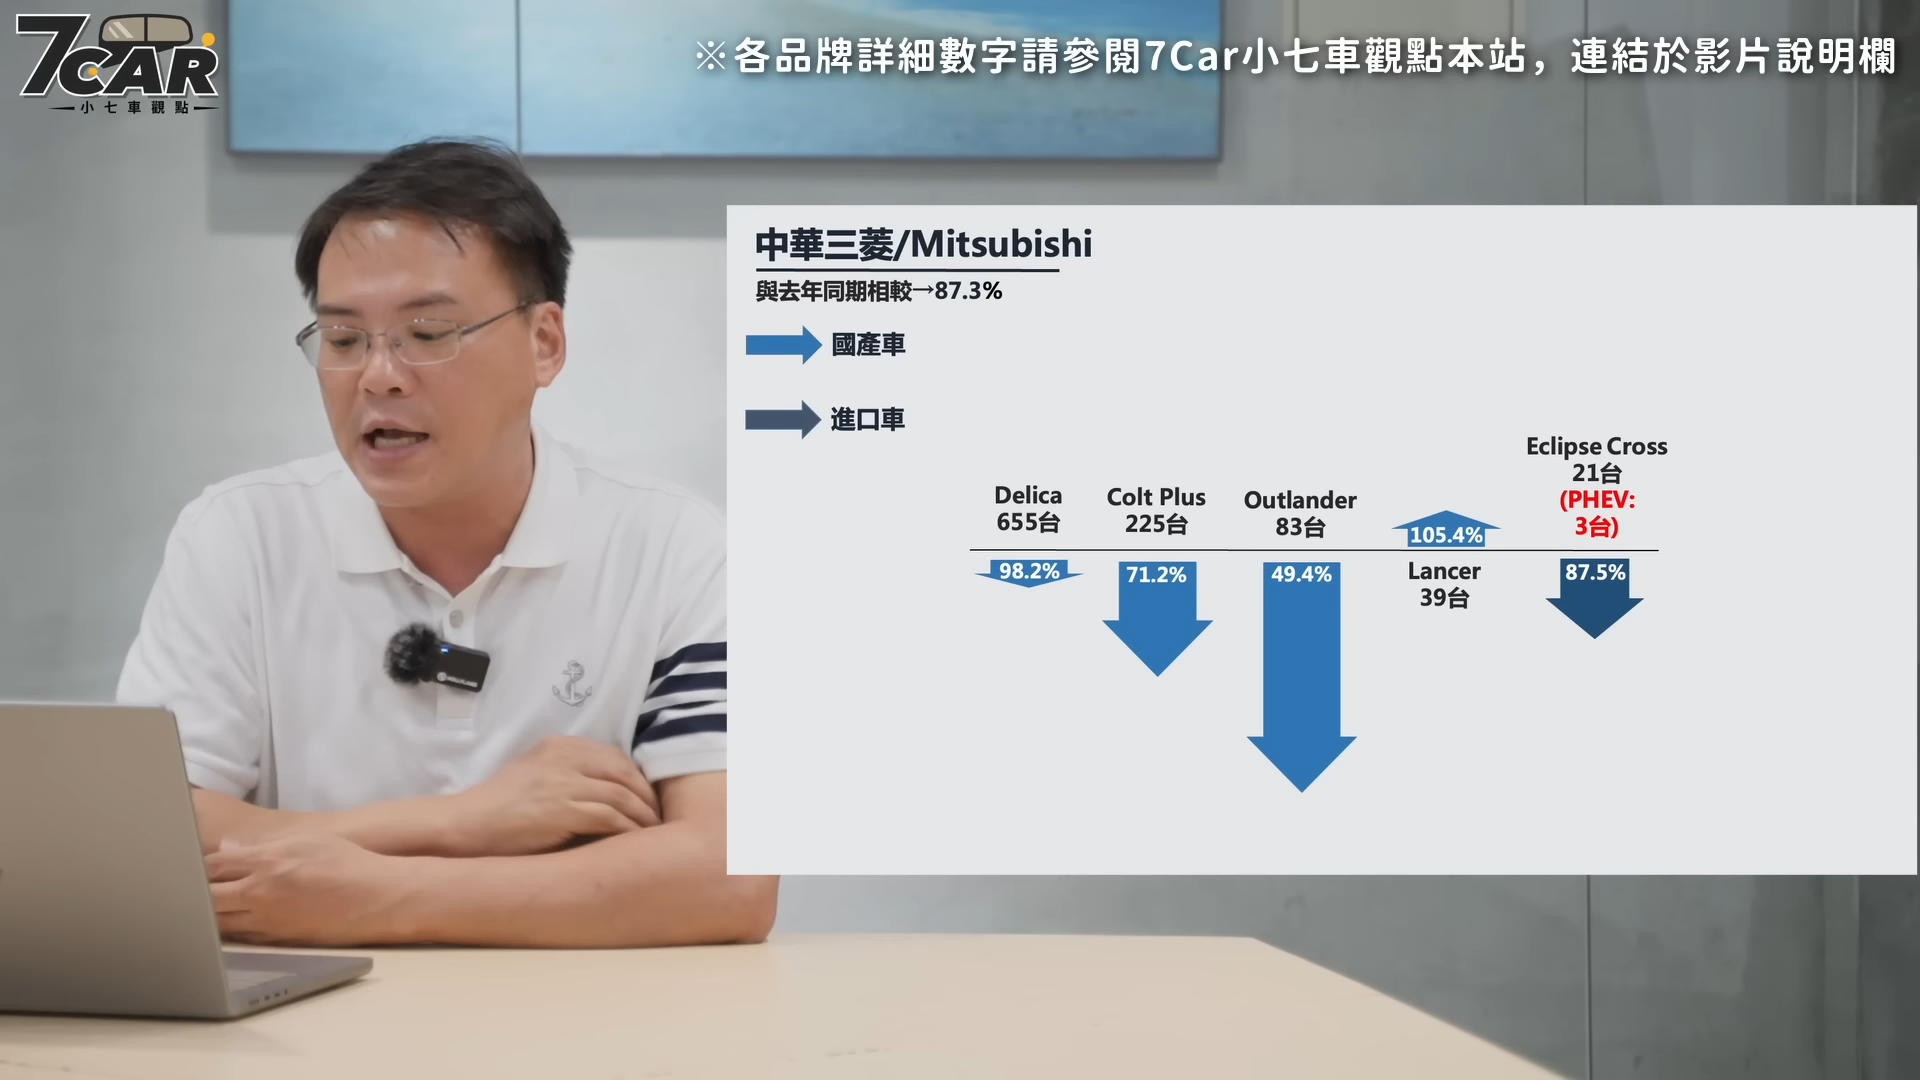 7CAR
小七車觀點
※各品牌詳細數字請參閱7Car小七車觀點本站，連結於影片說明欄
中華三菱/Mitsubishi
與去年同期相較→87.3%
國產車
進口車
Delica
655台
98.2%
Colt Plus
225台
71.2%
Outlander
83台
49.4%
105.4%
Lancer
39台
Eclipse Cross
21台
(PHEV:
3台)
87.5%